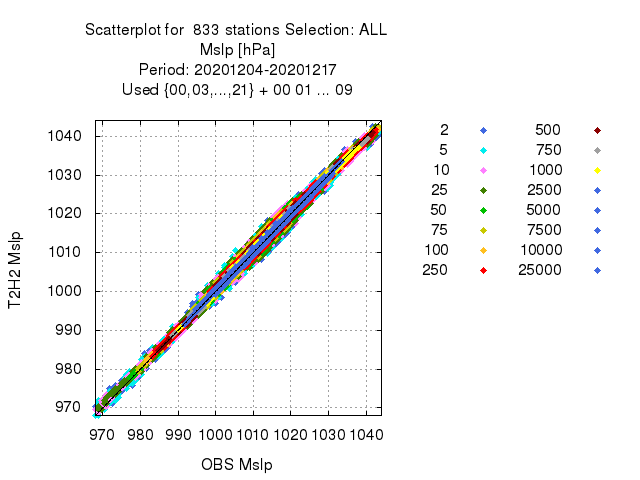 Scatterplot for 833 stations Selection: ALL
Mslp [hPa]
Period: 20201204-20201217
Used {00,03,...,21} + 00 01 ... 09
T2H2 Mslp
1040
1030
1020
1010
1000
990
980
970
970 980 990 1000 1010 1020 1030 1040
OBS Mslp
2 500
5 750
10 1000
25 2500
50 5000
75 7500
100 10000
250 25000